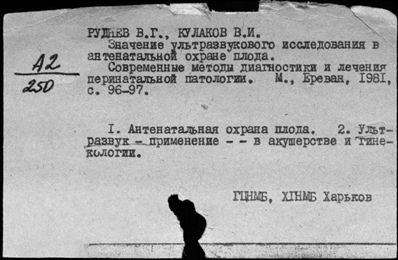 РУДНЕВ В.Г., КУЛАКОВ В.И.
Значение ультразвукового исследования в
антенатальной охране плода.
А2
250
Современные методы диагностики и лечения
перинатальной патологии. М., Ереван, 1981,
с. 96-97.
I. Антенатальная охрана плода. 2. Ульт-
развук - применение - - в акушерстве и гине-
кологии.
ГЦНМБ, ХГНМБ Харьков